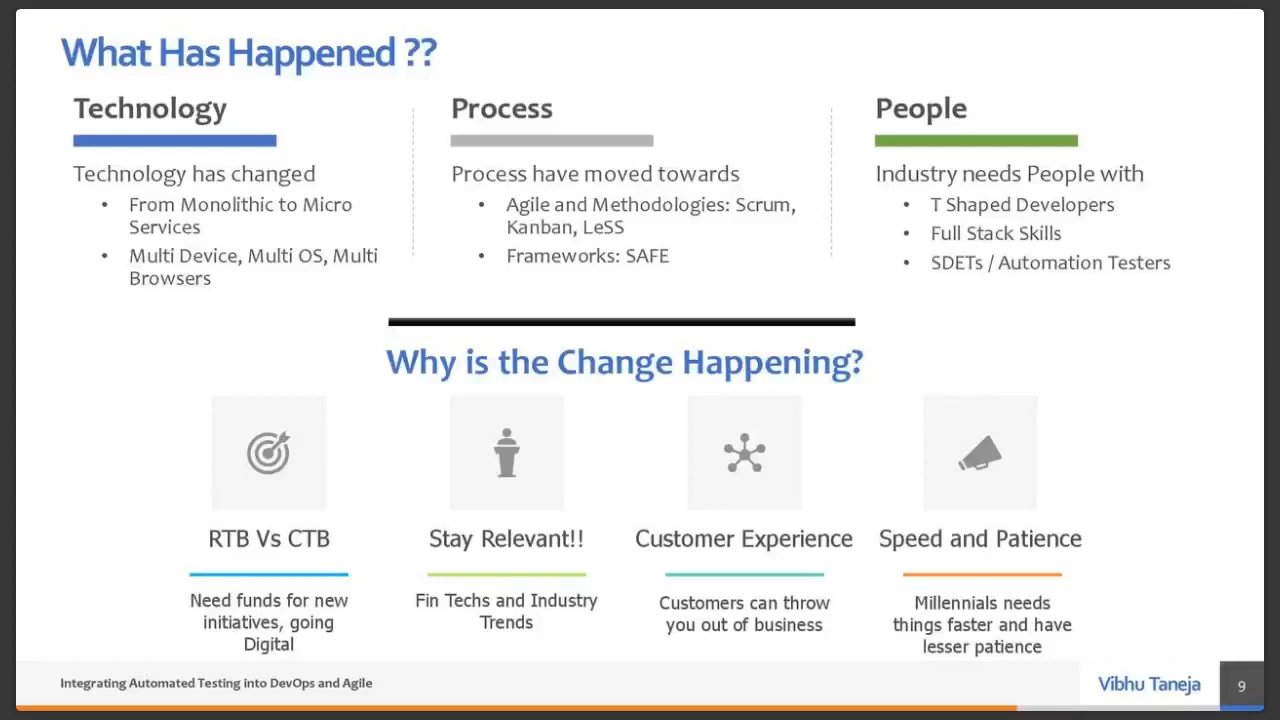 What Has Happened ??
Technology
Technology has changed
• From Monolithic to Micro
Services
• Multi Device, Multi OS, Multi
Browsers
Process
Process have moved towards
• Agile and Methodologies: Scrum,
Kanban, LeSS
• Frameworks: SAFE
People
Industry needs People with
• T Shaped Developers
• Full Stack Skills
• SDETs / Automation Testers
Why is the Change Happening?
RTB Vs CTB
Need funds for new
initiatives, going
Digital
Stay Relevant!!
Fin Techs and Industry
Trends
Customer Experience
Customers can throw
you out of business
Speed and Patience
Millennials needs
things faster and have
lesser patience
Integrating Automated Testing into DevOps and Agile
Vibhu Taneja
9